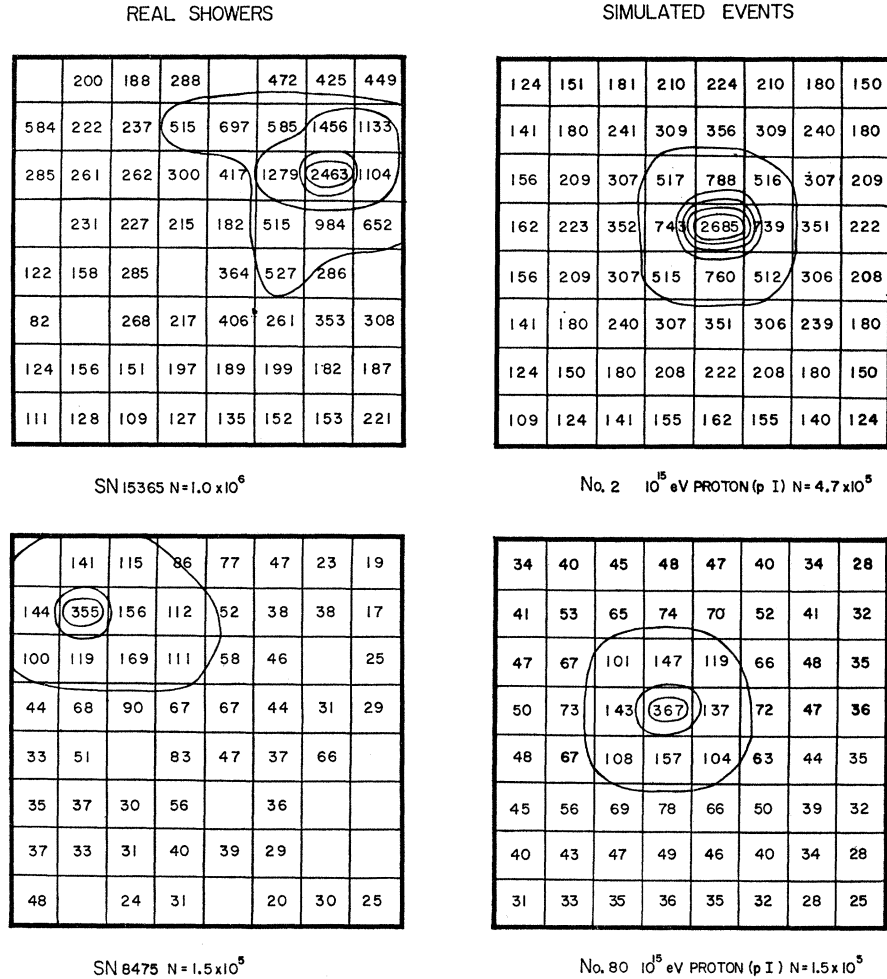 REAL SHOWERS
200 188 288 472 425 449
584 222 237 515 697 585 1456 1133
285 261 262 300 417 1279 2463 1104
231 227 215 182 515 984 652
122 158 285 364 527 286
82 268 217 406 261 353 308
124 156 151 197 189 199 182 187
111 128 109 127 135 152 153 221
SN 15365 N=1.0x10⁶
SIMULATED EVENTS
124 151 181 210 224 210 180 150
141 180 241 309 356 309 240 180
156 209 307 517 788 516 307 209
162 223 352 743 2685 739 351 222
156 209 307 515 760 512 306 208
141 180 240 307 351 306 239 180
124 150 180 208 222 208 180 150
109 124 141 155 162 155 140 124
No. 2 10¹⁵ eV PROTON (p I) N=4.7x10⁵
141 115 86 77 47 23 19
144 355 156 112 52 38 38 17
100 119 169 111 58 46 25
44 68 90 67 67 44 31 29
33 51 83 47 37 66
35 37 30 56 36
37 33 31 40 39 29
48 24 31 20 30 25
SN 8475 N=1.5x10⁵
34 40 45 48 47 40 34 28
41 53 65 74 70 52 41 32
47 67 101 147 119 66 48 35
50 73 143 367 137 72 47 36
48 67 108 157 104 63 44 35
45 56 69 78 66 50 39 32
40 43 47 49 46 40 34 28
31 33 35 36 35 32 28 25
No. 80 10¹⁵ eV PROTON (p I) N=1.5x10⁵